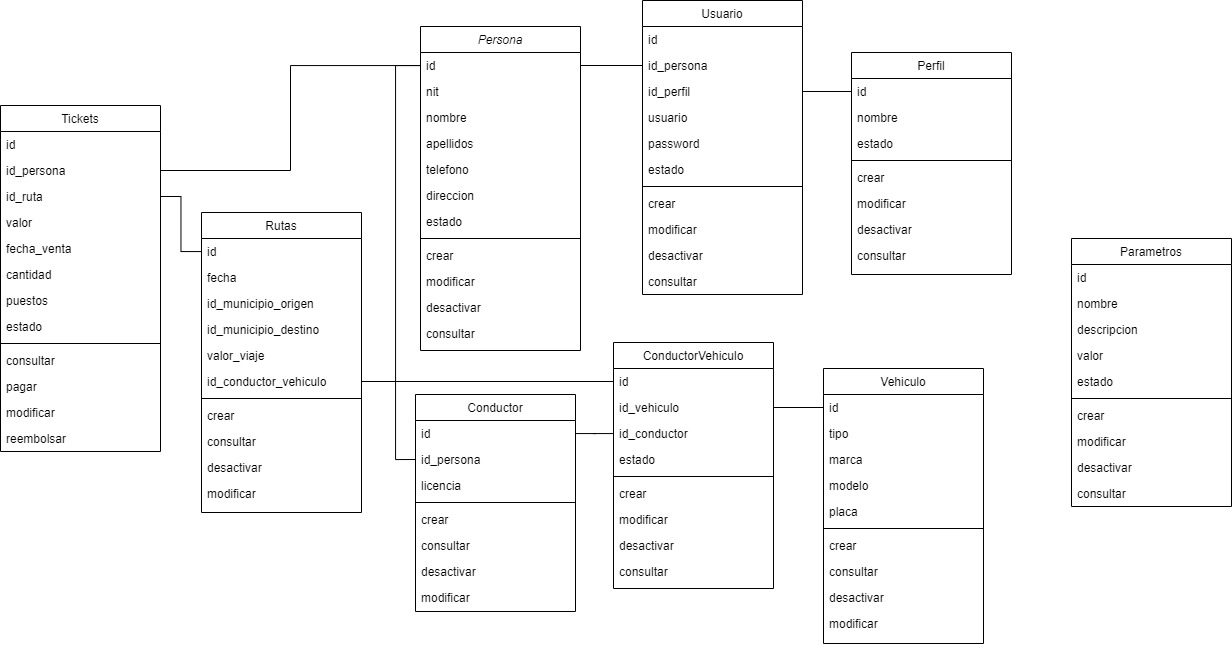 Tickets
id
id_persona
id_ruta
valor
fecha_venta
cantidad
puestos
estado
consultar
pagar
modificar
reembolsar
Rutas
id
fecha
id_municipio_origen
id_municipio_destino
valor_viaje
id_conductor_vehiculo
crear
consultar
desactivar
modificar
Persona
id
nit
nombre
apellidos
telefono
direccion
estado
crear
modificar
desactivar
consultar
Conductor
id
id_persona
licencia
crear
consultar
desactivar
modificar
Usuario
id
id_persona
id_perfil
usuario
password
estado
crear
modificar
desactivar
consultar
ConductorVehiculo
id
id_vehiculo
id_conductor
estado
crear
modificar
desactivar
consultar
Perfil
id
nombre
estado
crear
modificar
desactivar
consultar
Vehiculo
id
tipo
marca
modelo
placa
crear
consultar
desactivar
modificar
Parametros
id
nombre
descripcion
valor
estado
crear
modificar
desactivar
consultar